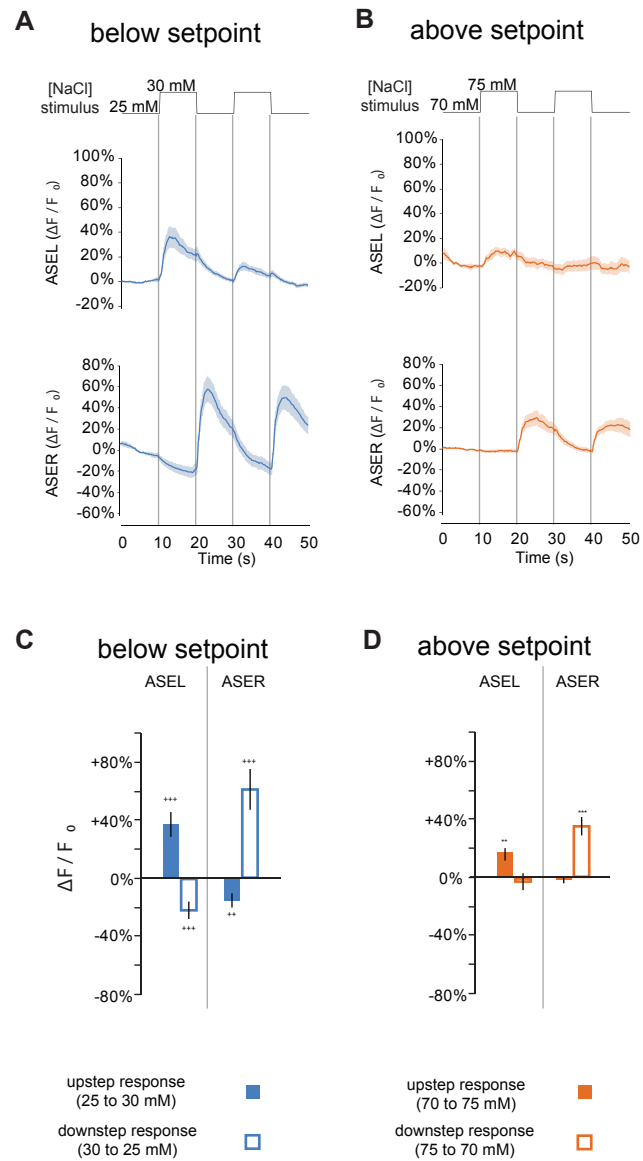 A
below setpoint
[NaCl]
stimulus
25 mM
30 mM
100%
80%
60%
40%
20%
0%
-20%
ASEL (ΔF / F₀)
80%
60%
40%
20%
0%
-20%
-40%
-60%
ASER (ΔF / F₀)
0 10 20 30 40 50
Time (s)
B
above setpoint
[NaCl]
stimulus
70 mM
75 mM
100%
80%
60%
40%
20%
0%
-20%
ASEL (ΔF / F₀)
80%
60%
40%
20%
0%
-20%
-40%
-60%
ASER (ΔF / F₀)
0 10 20 30 40 50
Time (s)
C
below setpoint
ASEL ASER
+80%
+40%
0%
-40%
-80%
ΔF / F₀
+++
+++
++
+++
upstep response
(25 to 30 mM)
downstep response
(30 to 25 mM)
D
above setpoint
ASEL ASER
+80%
+40%
0%
-40%
-80%
**
***
upstep response
(70 to 75 mM)
downstep response
(75 to 70 mM)